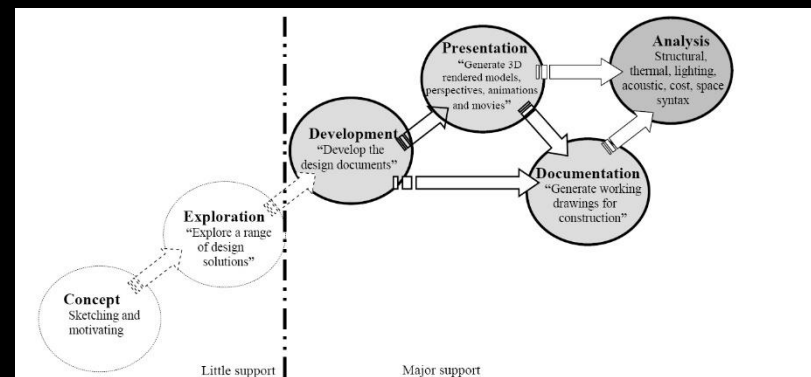 Presentation
“Generate 3D
rendered models,
perspectives, animations
and movies”
Analysis
Structural,
thermal, lighting,
acoustic, cost, space
syntax
Development
“Develop the
design documents”
Documentation
“Generate working
drawings for
construction”
Exploration
“Explore a range
of design
solutions”
Concept
Sketching and
motivating
Little support
Major support